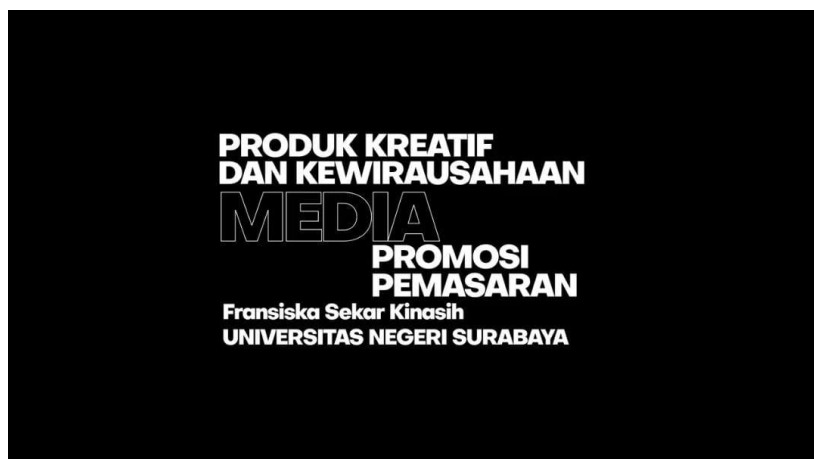 PRODUK KREATIF
DAN KEWIRAUSAHAAN
MEDIA
PROMOSI
PEMASARAN
Fransiska Sekar Kinasih
UNIVERSITAS NEGERI SURABAYA